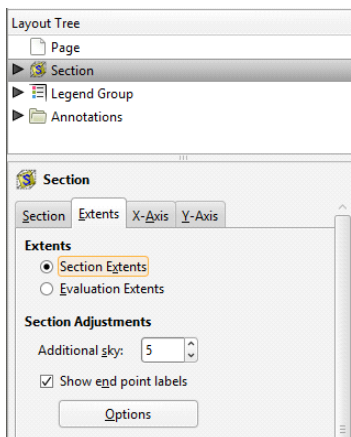 Layout Tree
Page
Section
Legend Group
Annotations
Section
Section Extents X-Axis Y-Axis
Extents
Section Extents
Evaluation Extents
Section Adjustments
Additional sky: 5
Show end point labels
Options